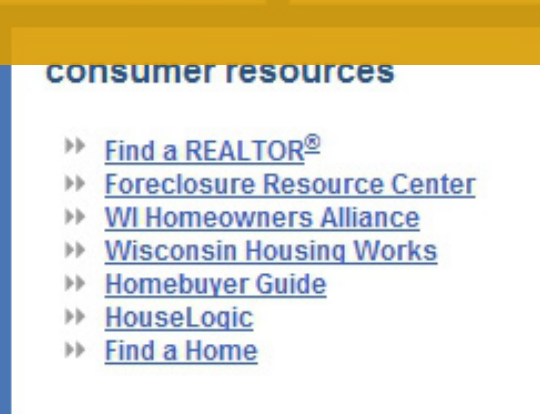 consumer resources
Find a REALTOR®
Foreclosure Resource Center
WI Homeowners Alliance
Wisconsin Housing Works
Homebuyer Guide
HouseLogic
Find a Home